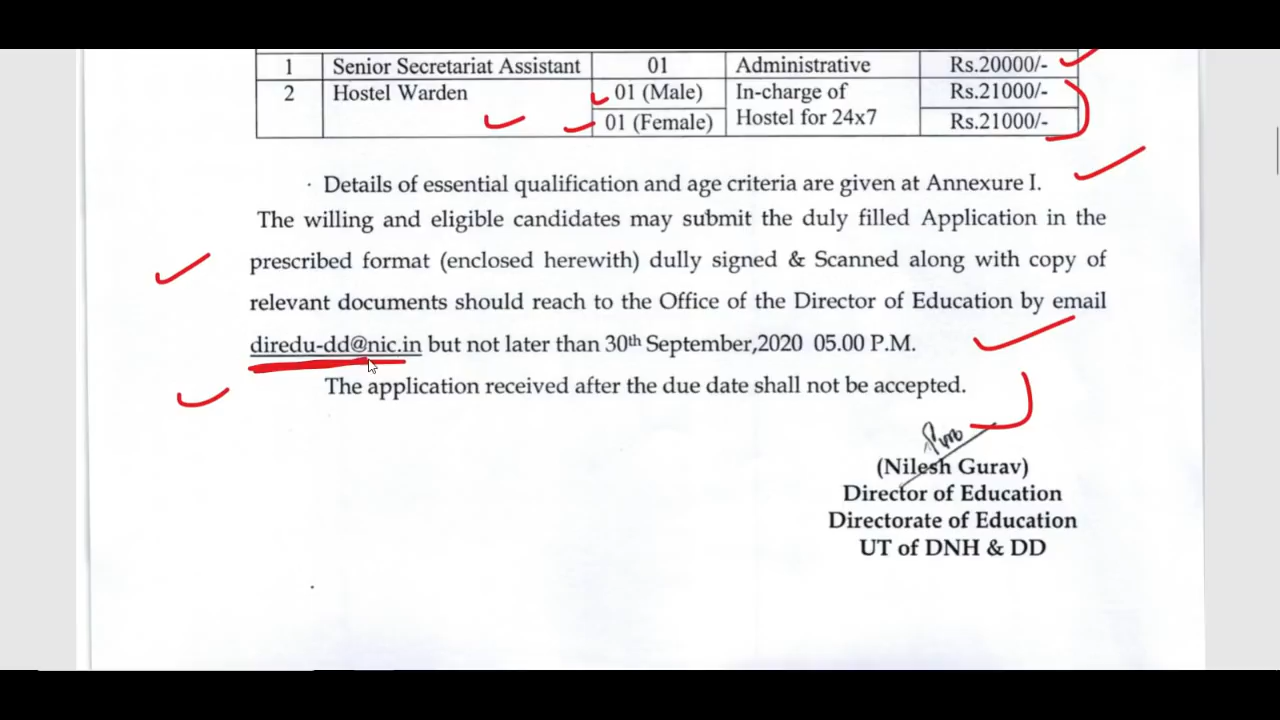 1 Senior Secretariat Assistant 01 Administrative Rs.20000/-
2 Hostel Warden 01 (Male) In-charge of Hostel for 24x7 Rs.21000/-
01 (Female) Rs.21000/-
· Details of essential qualification and age criteria are given at Annexure I.
The willing and eligible candidates may submit the duly filled Application in the
prescribed format (enclosed herewith) dully signed & Scanned along with copy of
relevant documents should reach to the Office of the Director of Education by email
diredu-dd@nic.in but not later than 30th September,2020 05.00 P.M.
The application received after the due date shall not be accepted.
(Nilesh Gurav)
Director of Education
Directorate of Education
UT of DNH & DD